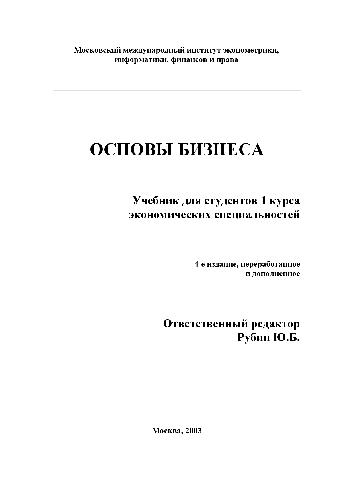 Московский международный институт эконометрики,
информатики, финансов и права
ОСНОВЫ БИЗНЕСА
Учебник для студентов 1 курса
экономических специальностей
4-е издание, переработанное
и дополненное
Ответственный редактор
Рубин Ю.Б.
Москва, 2003